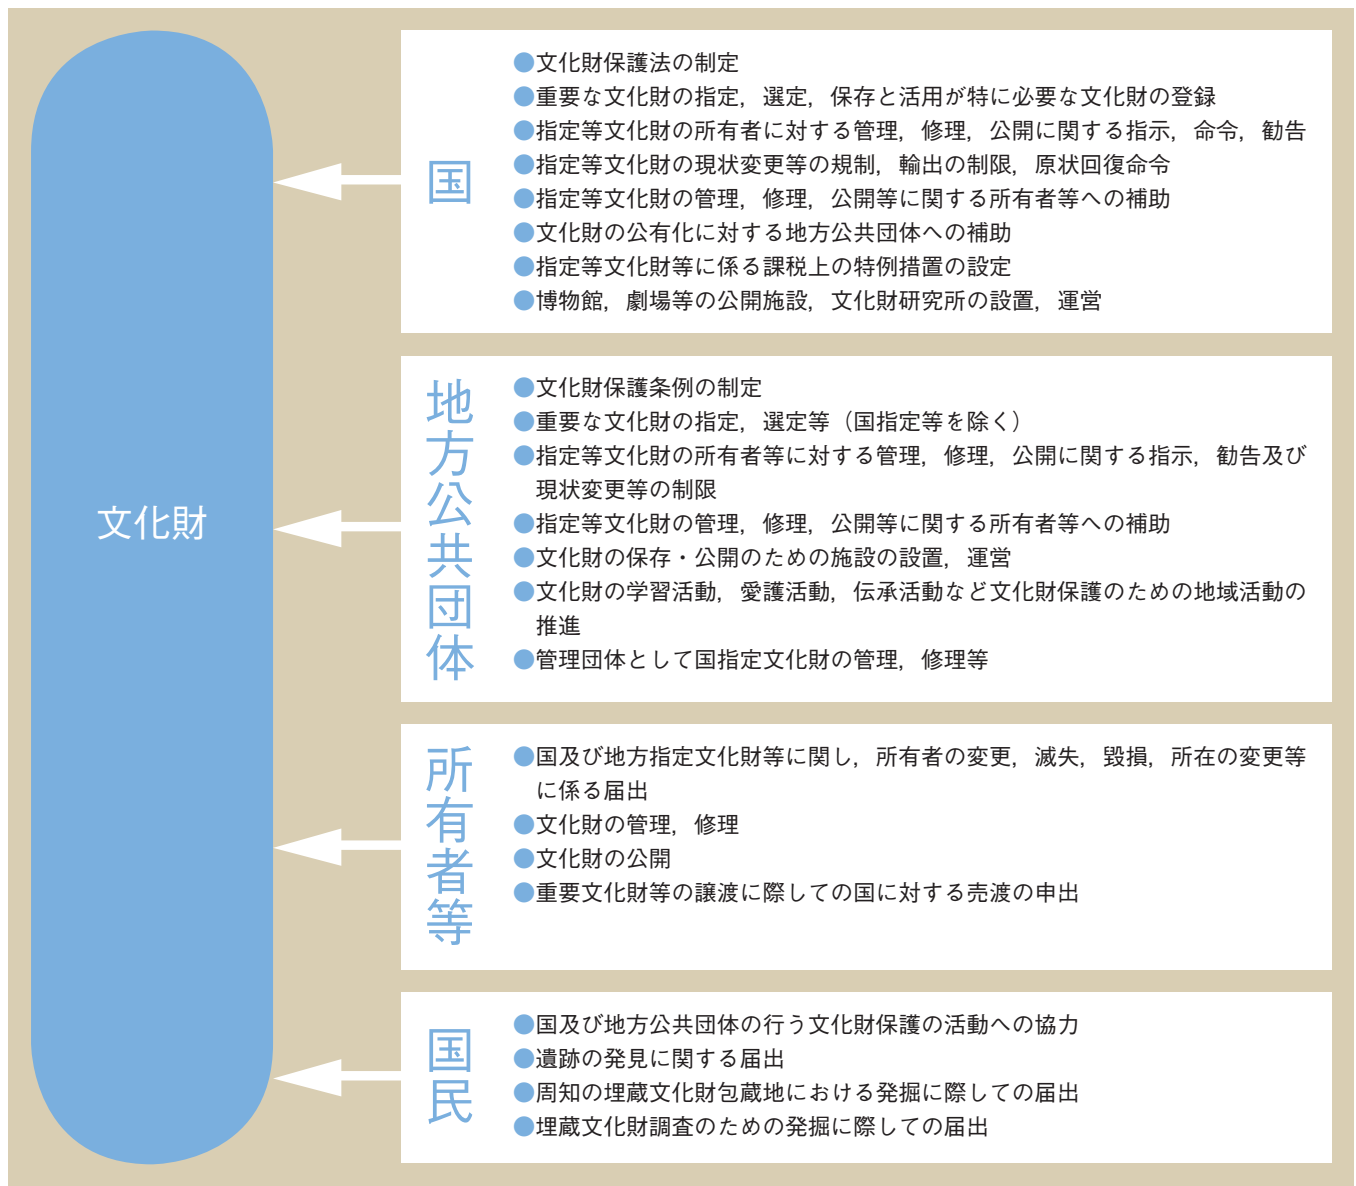 文化財
国
●文化財保護法の制定
●重要な文化財の指定，選定，保存と活用が特に必要な文化財の登録
●指定等文化財の所有者に対する管理，修理，公開に関する指示，命令，勧告
●指定等文化財の現状変更等の規制，輸出の制限，原状回復命令
●指定等文化財の管理，修理，公開等に関する所有者等への補助
●文化財の公有化に対する地方公共団体への補助
●指定等文化財等に係る課税上の特例措置の設定
●博物館，劇場等の公開施設，文化財研究所の設置，運営
地方公共団体
●文化財保護条例の制定
●重要な文化財の指定，選定等（国指定等を除く）
●指定等文化財の所有者等に対する管理，修理，公開に関する指示，勧告及び
現状変更等の制限
●指定等文化財の管理，修理，公開等に関する所有者等への補助
●文化財の保存・公開のための施設の設置，運営
●文化財の学習活動，愛護活動，伝承活動など文化財保護のための地域活動の
推進
●管理団体として国指定文化財の管理，修理等
所有者等
●国及び地方指定文化財等に関し，所有者の変更，滅失，毀損，所在の変更等
に係る届出
●文化財の管理，修理
●文化財の公開
●重要文化財等の譲渡に際しての国に対する売渡の申出
国民
●国及び地方公共団体の行う文化財保護の活動への協力
●遺跡の発見に関する届出
●周知の埋蔵文化財包蔵地における発掘に際しての届出
●埋蔵文化財調査のための発掘に際しての届出